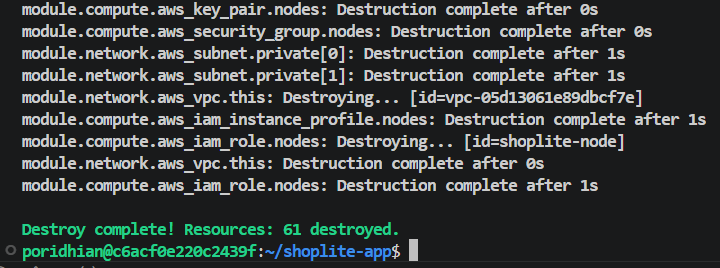 module.compute.aws_key_pair.nodes: Destruction complete after 0s
module.compute.aws_security_group.nodes: Destruction complete after 0s
module.network.aws_subnet.private[0]: Destruction complete after 1s
module.network.aws_subnet.private[1]: Destruction complete after 1s
module.network.aws_vpc.this: Destroying... [id=vpc-05d13061e89dbcf7e]
module.compute.aws_iam_instance_profile.nodes: Destruction complete after 1s
module.compute.aws_iam_role.nodes: Destroying... [id=shoplite-node]
module.network.aws_vpc.this: Destruction complete after 0s
module.compute.aws_iam_role.nodes: Destruction complete after 1s
Destroy complete! Resources: 61 destroyed.
poridhian@c6acf0e220c2439f:~/shoplite-app$